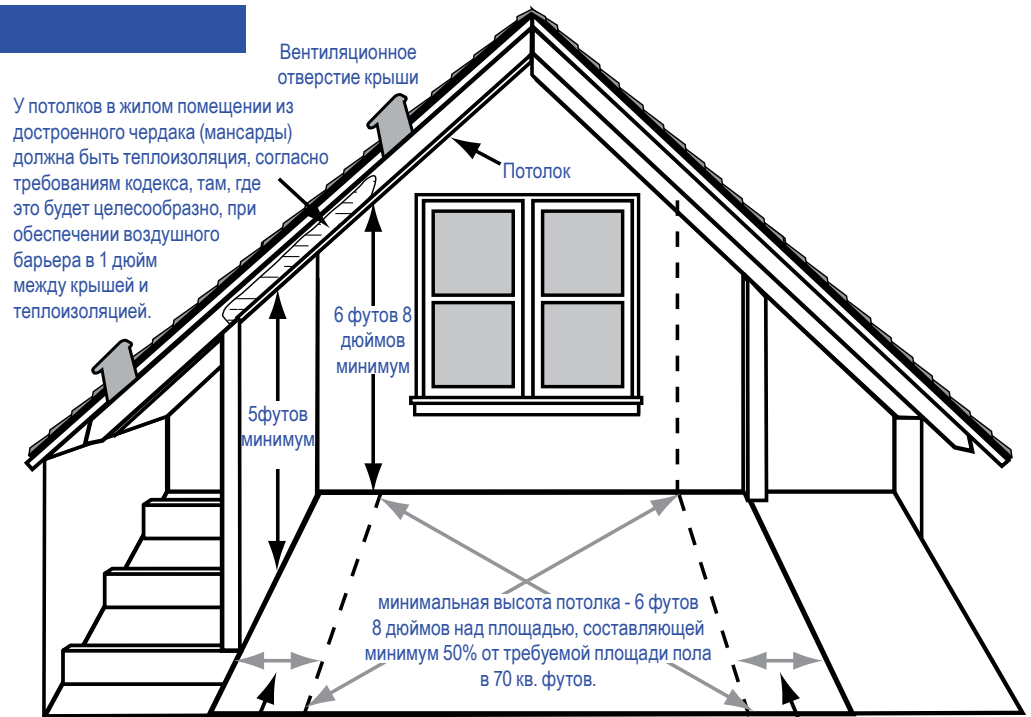 Вентиляционное
отверстие крыши
У потолков в жилом помещении из
достроенного чердака (мансарды)
должна быть теплоизоляция, согласно
требованиям кодекса, там, где
это будет целесообразно, при
обеспечении воздушного
барьера в 1 дюйм
между крышей и
теплоизоляцией.
Потолок
6 футов 8
дюймов
минимум
5футов
минимум
минимальная высота потолка - 6 футов
8 дюймов над площадью, составляющей
минимум 50% от требуемой площади пола
в 70 кв. футов.